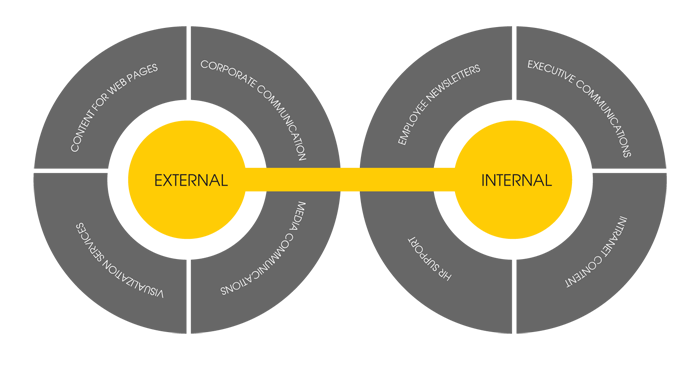 CONTENT FOR WEB PAGES
CORPORATE COMMUNICATION
EXTERNAL
VISUALIZATION SERVICES
MEDIA COMMUNICATIONS
EMPLOYEE NEWSLETTERS
EXECUTIVE COMMUNICATIONS
INTERNAL
HR SUPPORT
INTRANET CONTENT